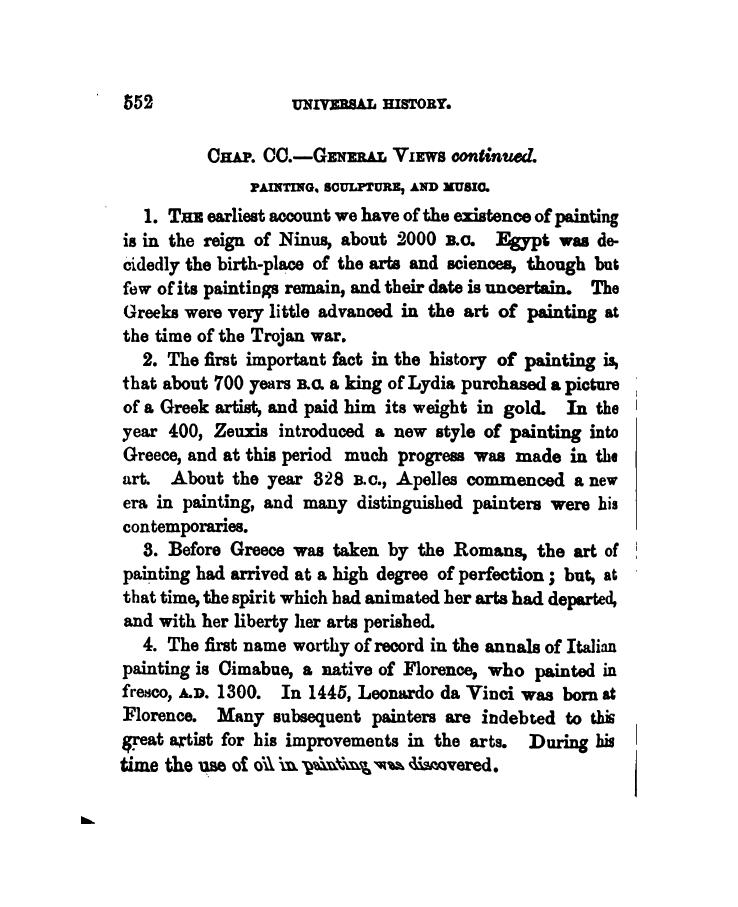 552 UNIVERSAL HISTORY.
CHAP. CC.—GENERAL VIEWS continued.
PAINTING, SCULPTURE, AND MUSIC.
1. THE earliest account we have of the existence of painting
is in the reign of Ninus, about 2000 B.C. Egypt was de-
cidedly the birth-place of the arts and sciences, though but
few of its paintings remain, and their date is uncertain. The
Greeks were very little advanced in the art of painting at
the time of the Trojan war.
2. The first important fact in the history of painting is,
that about 700 years B.C. a king of Lydia purchased a picture
of a Greek artist, and paid him its weight in gold. In the
year 400, Zeuxis introduced a new style of painting into
Greece, and at this period much progress was made in the
art. About the year 328 B.C., Apelles commenced a new
era in painting, and many distinguished painters were his
contemporaries.
3. Before Greece was taken by the Romans, the art of
painting had arrived at a high degree of perfection; but, at
that time, the spirit which had animated her arts had departed,
and with her liberty her arts perished.
4. The first name worthy of record in the annals of Italian
painting is Cimabue, a native of Florence, who painted in
fresco, A.D. 1300. In 1445, Leonardo da Vinci was born at
Florence. Many subsequent painters are indebted to this
great artist for his improvements in the arts. During his
time the use of oil in painting was discovered.